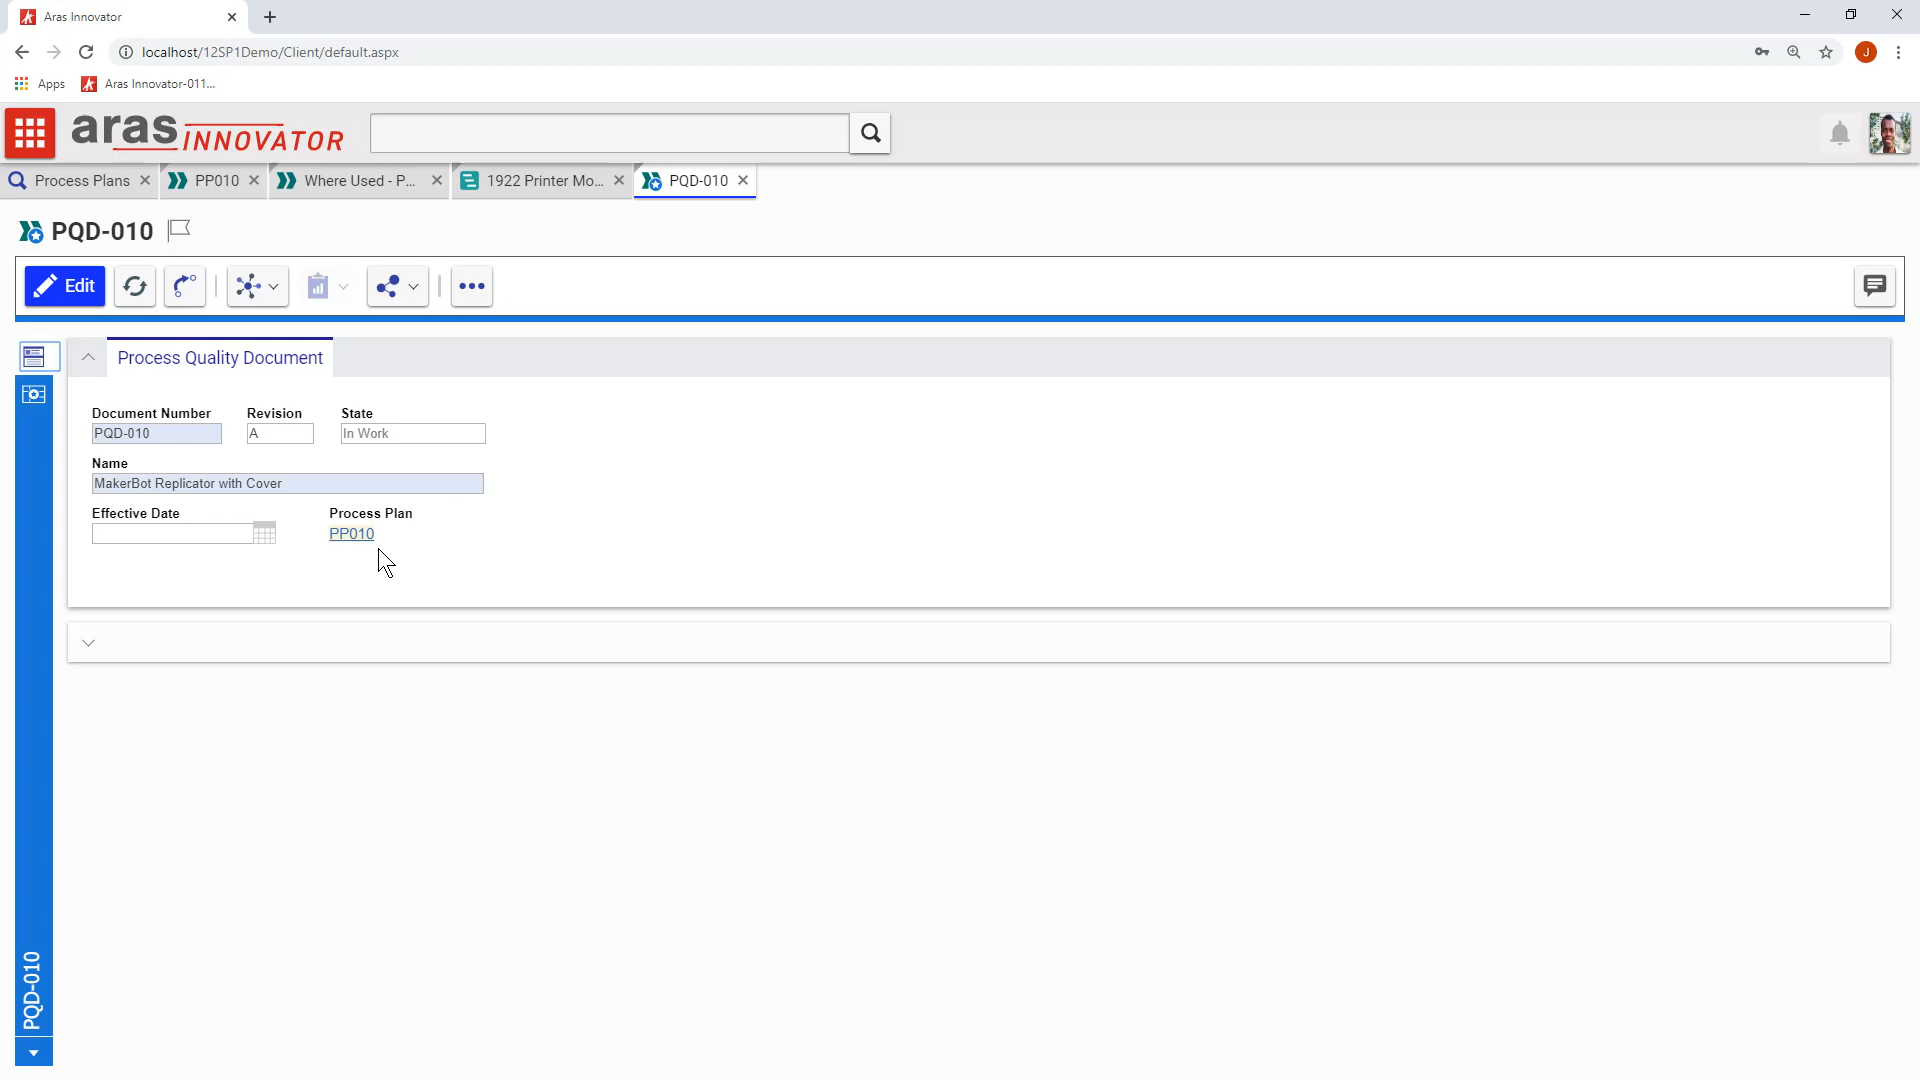 Aras Innovator
localhost/12SP1Demo/Client/default.aspx
J
Apps
Aras Innovator-011...
aras INNOVATOR
Process Plans
PP010
Where Used - P...
1922 Printer Mo...
PQD-010
PQD-010
Edit
Process Quality Document
Document Number
Revision
State
PQD-010
A
In Work
Name
MakerBot Replicator with Cover
Effective Date
Process Plan
PP010
PQD-010